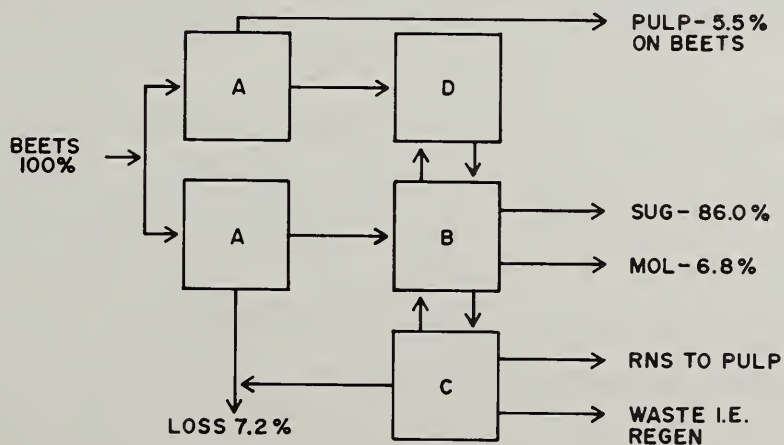 PULP-5.5%
ON BEETS
A
D
BEETS
100%
A
B
SUG-86.0%
MOL-6.8%
C
RNS TO PULP
LOSS 7.2%
WASTE I.E.
REGEN